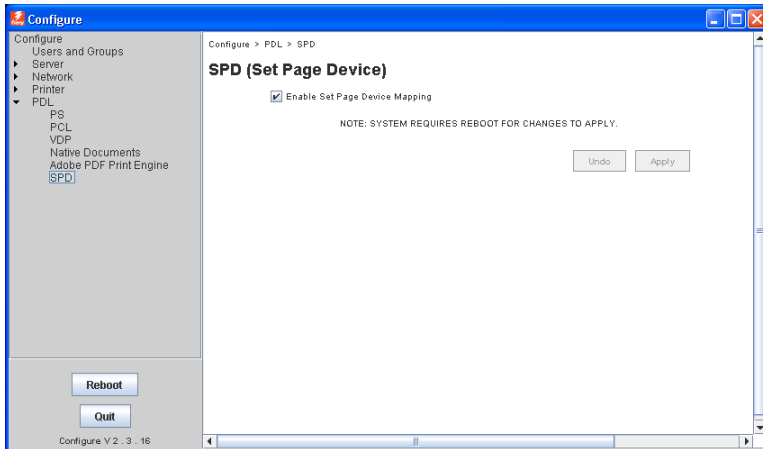 Configure
Configure
Users and Groups
Server
Network
Printer
PDL
PS
PCL
VDP
Native Documents
Adobe PDF Print Engine
SPD
Reboot
Quit
Configure V 2 . 3 . 16
Configure > PDL > SPD
SPD (Set Page Device)
Enable Set Page Device Mapping
NOTE: SYSTEM REQUIRES REBOOT FOR CHANGES TO APPLY.
Undo Apply